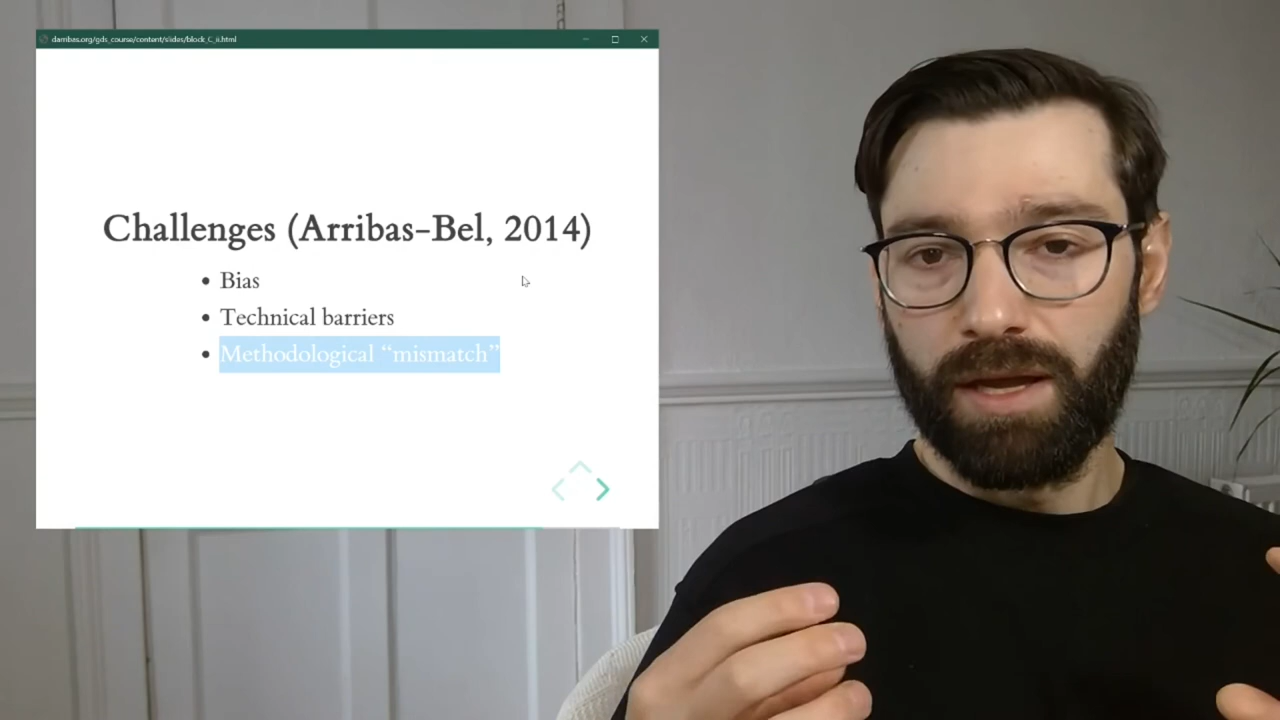 darribas.org/gds_course/content/slides/block_C_ii.html
Challenges (Arribas-Bel, 2014)
• Bias
• Technical barriers
• Methodological “mismatch”